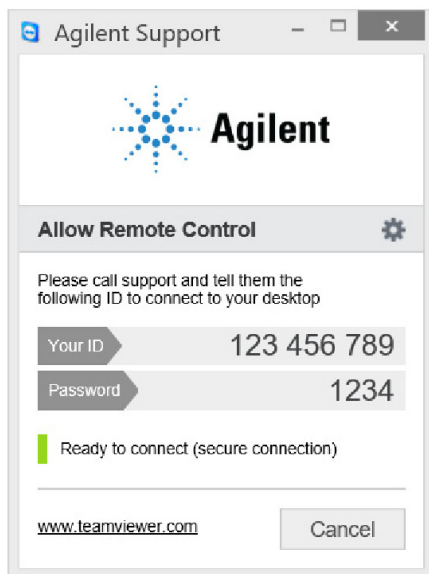 Agilent Support
Agilent
Allow Remote Control
Please call support and tell them the
following ID to connect to your desktop
Your ID 123 456 789
Password 1234
Ready to connect (secure connection)
www.teamviewer.com Cancel